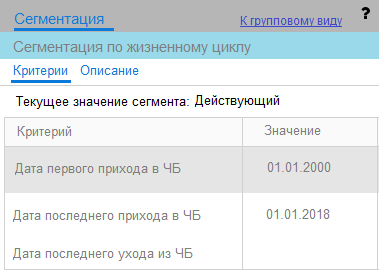 Сегментация
К групповому виду ?
Сегментация по жизненному циклу
Критерии Описание
Текущее значение сегмента: Действующий
Критерий Значение
Дата первого прихода в ЧБ 01.01.2000
Дата последнего прихода в ЧБ 01.01.2018
Дата последнего ухода из ЧБ